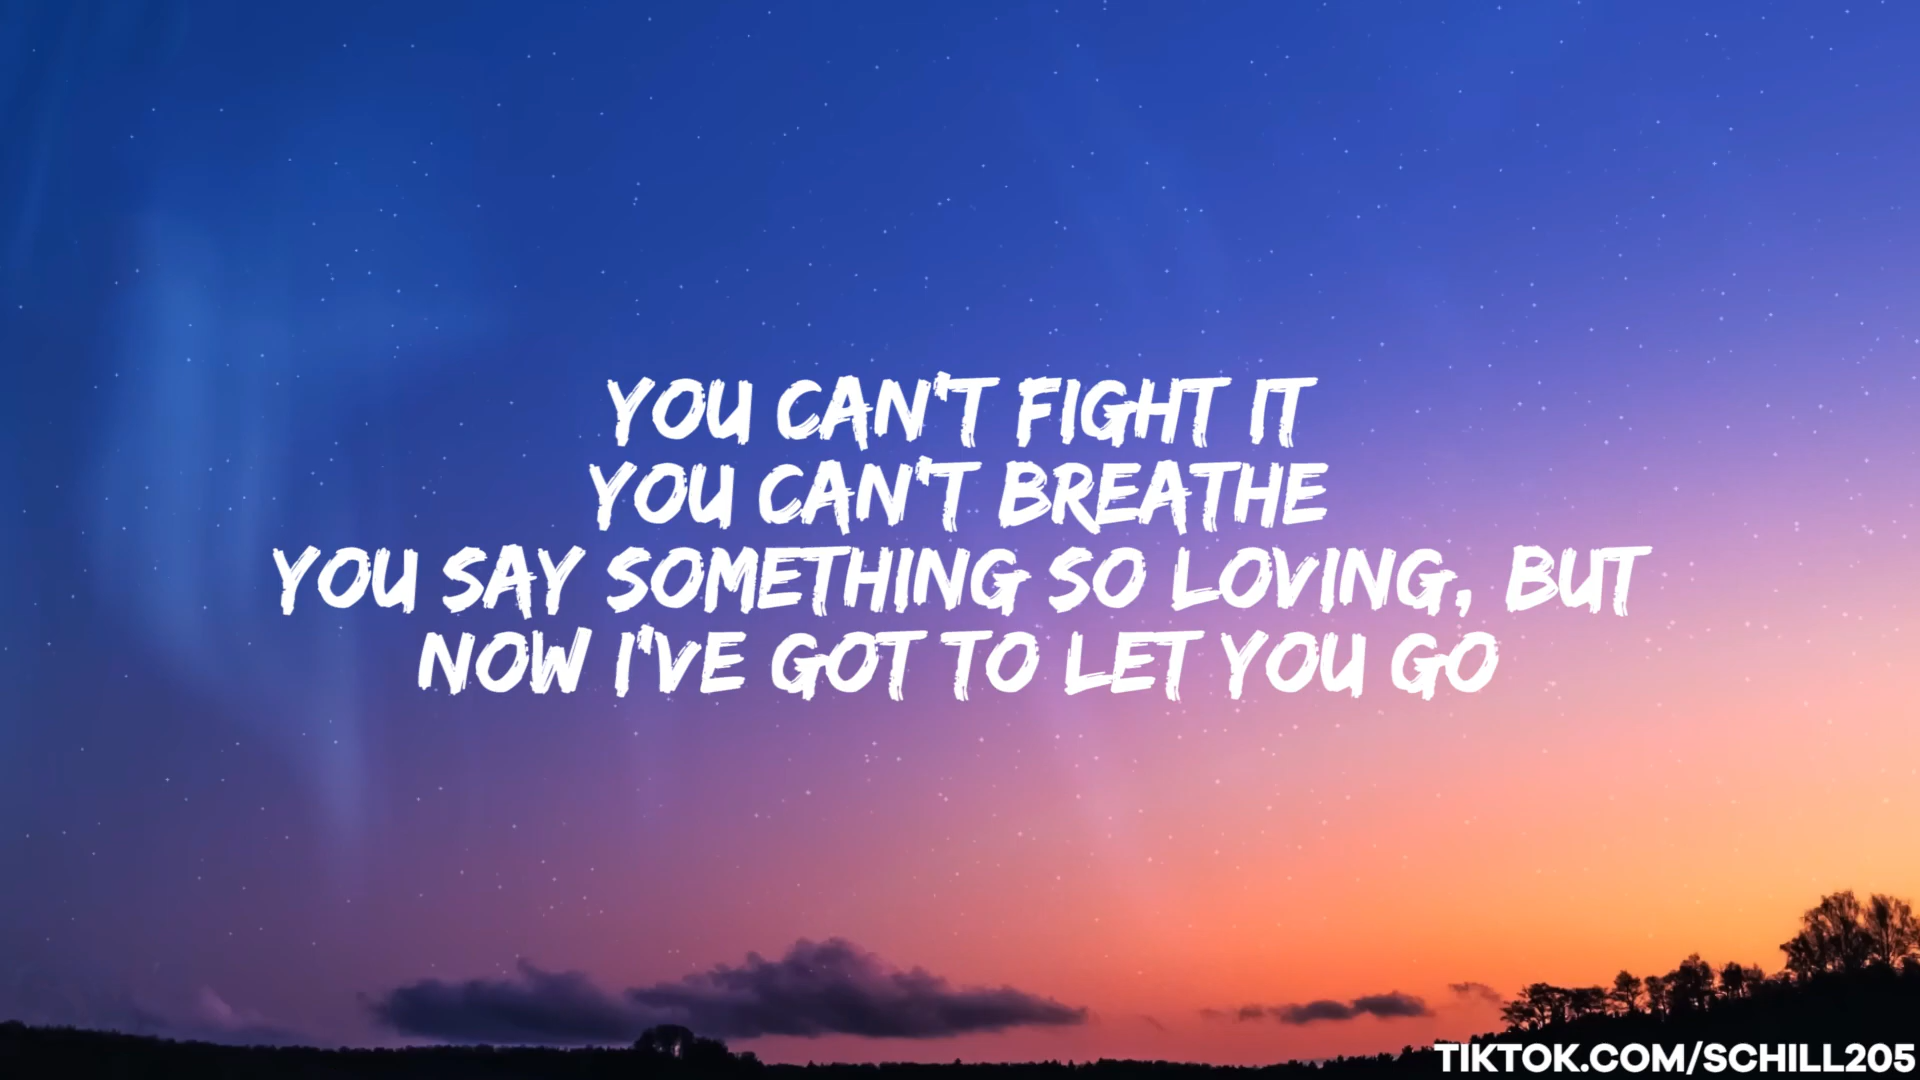 YOU CAN'T FIGHT IT
YOU CAN'T BREATHE
YOU SAY SOMETHING SO LOVING, BUT
NOW I'VE GOT TO LET YOU GO
TIKTOK.COM/SCHILL205